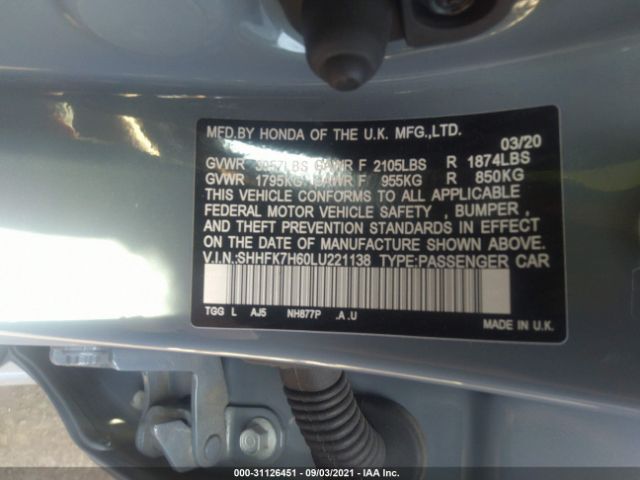 MFD.BY HONDA OF THE U.K. MFG.,LTD.
03/20
GVWR LBS GAWR F 2105LBS R 1874LBS
GVWR 1795KG GAWR F 955KG R 850KG
THIS VEHICLE CONFORMS TO ALL APPLICABLE
FEDERAL MOTOR VEHICLE SAFETY , BUMPER ,
AND THEFT PREVENTION STANDARDS IN EFFECT
ON THE DATE OF MANUFACTURE SHOWN ABOVE.
V.I.N.:SHHFK7H60LU221138 TYPE:PASSENGER CAR
TGG L AJ5 NH877P .A.U
MADE IN U.K.
000-31126451 - 09/03/2021 - IAA Inc.